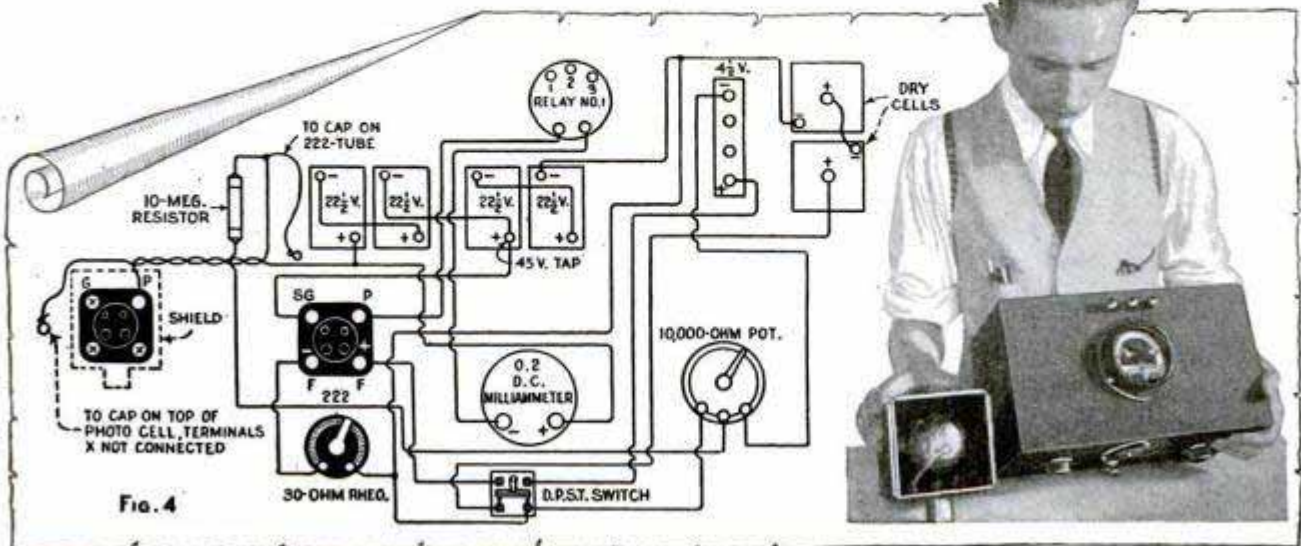 1 2 3
RELAY NO.1
4½ V.
-
+
DRY
CELLS
+
-
+
-
TO CAP ON
222-TUBE
10-MEG.
RESISTOR
-
22½ V.
+
-
22½ V.
+
-
22½ V.
+
-
22½ V.
+
45 V. TAP
G P
SHIELD
SG P
- +
F F
222
0.2
D.C.
MILLIAMMETER
- +
10,000-OHM POT.
TO CAP ON TOP OF
PHOTO CELL, TERMINALS
X NOT CONNECTED
30-OHM RHEO.
D.P.S.T. SWITCH
FIG. 4